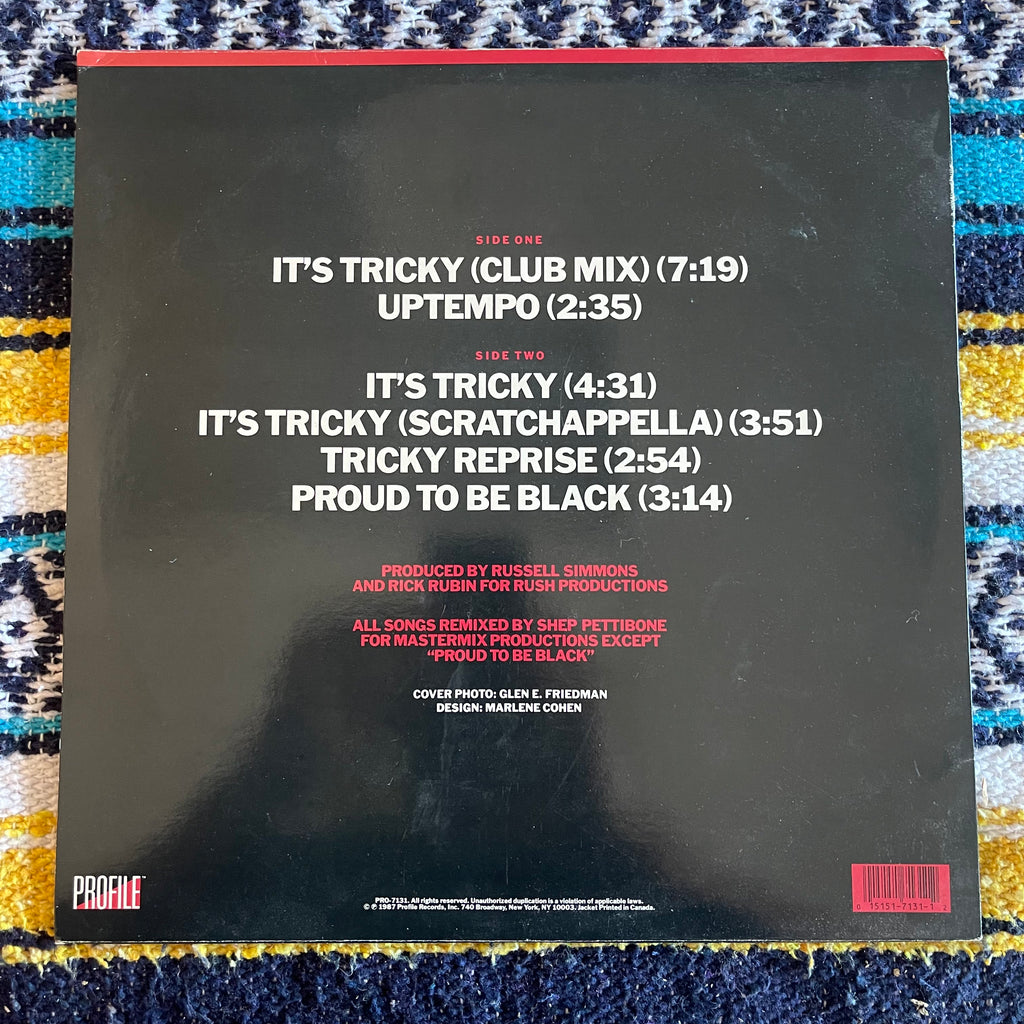 SIDE ONE
IT'S TRICKY (CLUB MIX) (7:19)
UPTEMPO (2:35)
SIDE TWO
IT'S TRICKY (4:31)
IT'S TRICKY (SCRATCHAPPELLA) (3:51)
TRICKY REPRISE (2:54)
PROUD TO BE BLACK (3:14)
PRODUCED BY RUSSELL SIMMONS
AND RICK RUBIN FOR RUSH PRODUCTIONS
ALL SONGS REMIXED BY SHEP PETTIBONE
FOR MASTERMIX PRODUCTIONS EXCEPT
“PROUD TO BE BLACK”
COVER PHOTO: GLEN E. FRIEDMAN
DESIGN: MARLENE COHEN
PROFILE™
PRO-7131. All rights reserved. Unauthorized duplication is a violation of applicable laws.
© ℗ 1987 Profile Records, Inc. 740 Broadway, New York, NY 10003. Jacket Printed in Canada.
0 15151-7131-1 2